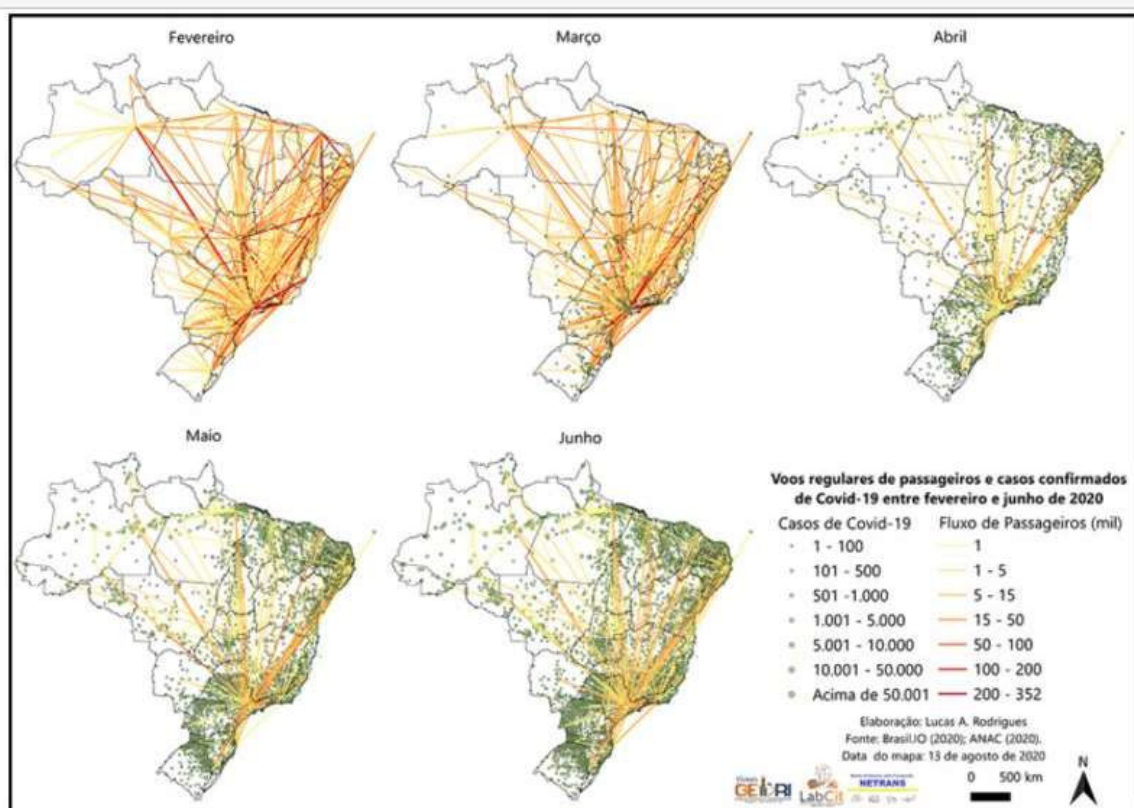 Fevereiro
Março
Abril
Maio
Junho
Voos regulares de passageiros e casos confirmados
de Covid-19 entre fevereiro e junho de 2020
Casos de Covid-19
1 - 100
101 - 500
501 -1.000
1.001 - 5.000
5.001 - 10.000
10.001 - 50.000
Acima de 50.001
Fluxo de Passageiros (mil)
1
1 - 5
5 - 15
15 - 50
50 - 100
100 - 200
200 - 352
Elaboração: Lucas A. Rodrigues
Fonte: Brasil.IO (2020); ANAC (2020).
Data do mapa: 13 de agosto de 2020
LabCit
NETRANS
0 500 km
N